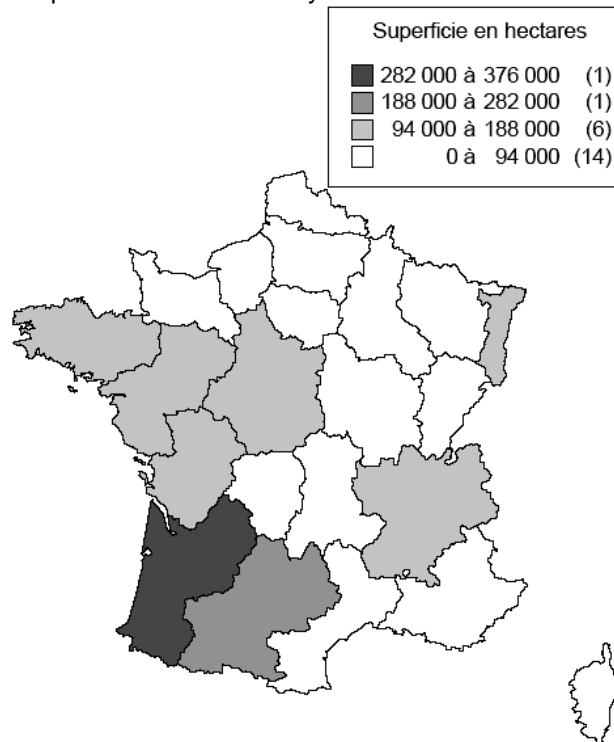 Superficie en hectares
282 000 à 376 000 (1)
188 000 à 282 000 (1)
94 000 à 188 000 (6)
0 à 94 000 (14)